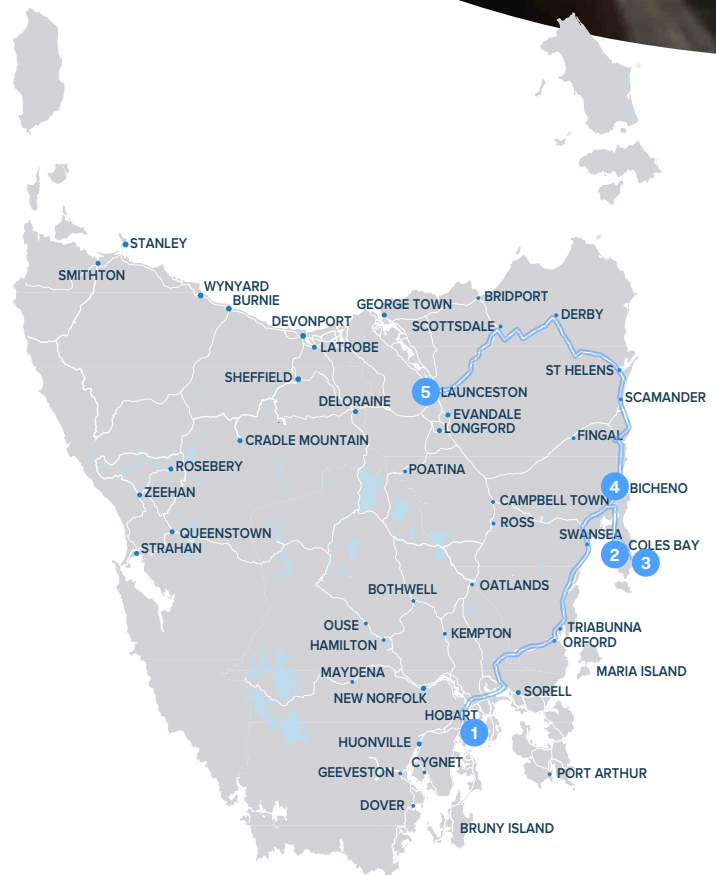 STANLEY
SMITHTON
WYNYARD
BURNIE
GEORGE TOWN
BRIDPORT
DERBY
DEVONPORT
SCOTTSDALE
LATROBE
ST HELENS
SHEFFIELD
5
LAUNCESTON
SCAMANDER
DELORAINE
EVANDALE
LONGFORD
FINGAL
CRADLE MOUNTAIN
ROSEBERY
POATINA
4
BICHENO
ZEEHAN
CAMPBELL TOWN
ROSS
QUEENSTOWN
SWANSEA
COLES BAY
STRAHAN
2
3
BOTHWELL
OATLANDS
OUSE
KEMPTON
TRIABUNNA
HAMILTON
ORFORD
MAYDENA
MARIA ISLAND
NEW NORFOLK
SORELL
HOBART
1
HUONVILLE
CYGNET
GEEVESTON
PORT ARTHUR
DOVER
BRUNY ISLAND